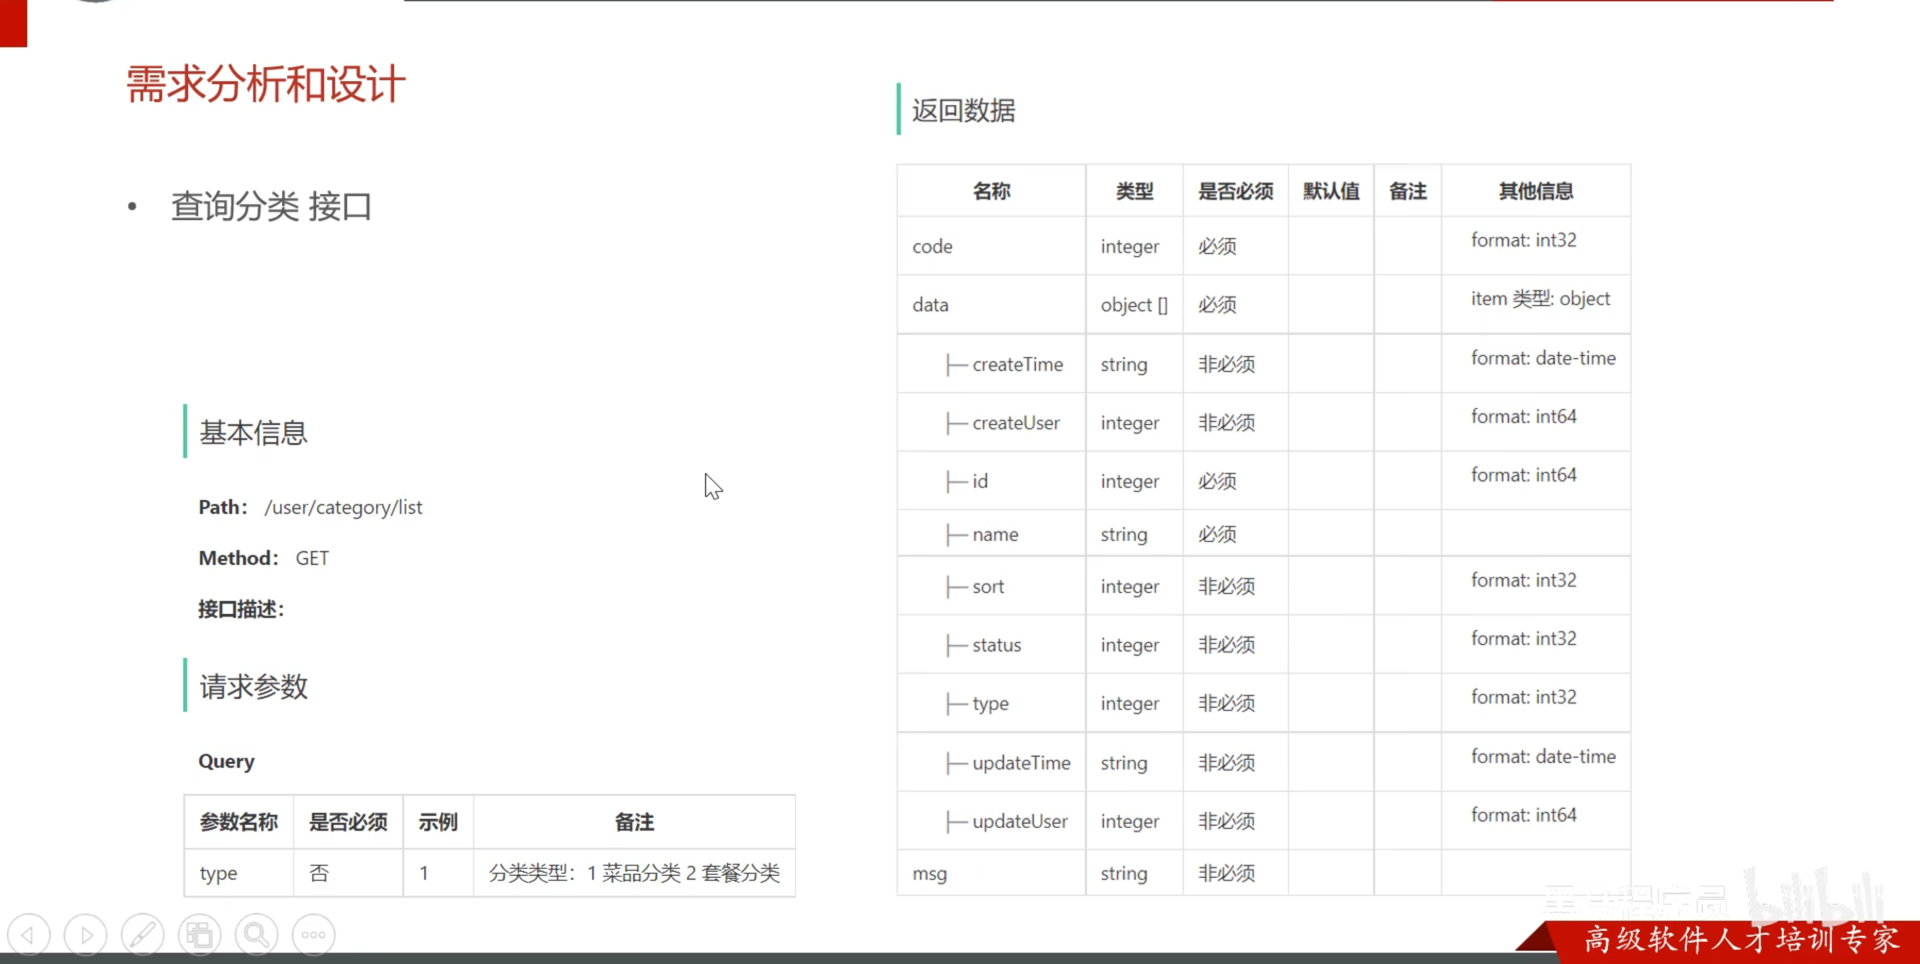 需求分析和设计
• 查询分类 接口
基本信息
Path： /user/category/list
Method： GET
接口描述：
请求参数
Query
参数名称 是否必须 示例 备注
type 否 1 分类类型：1 菜品分类 2 套餐分类
返回数据
名称 类型 是否必须 默认值 备注 其他信息
code integer 必须 format: int32
data object [] 必须 item 类型: object
├─ createTime string 非必须 format: date-time
├─ createUser integer 非必须 format: int64
├─ id integer 必须 format: int64
├─ name string 必须
├─ sort integer 非必须 format: int32
├─ status integer 非必须 format: int32
├─ type integer 非必须 format: int32
├─ updateTime string 非必须 format: date-time
├─ updateUser integer 非必须 format: int64
msg string 非必须
黑马程序员 bilibili
高级软件人才培训专家